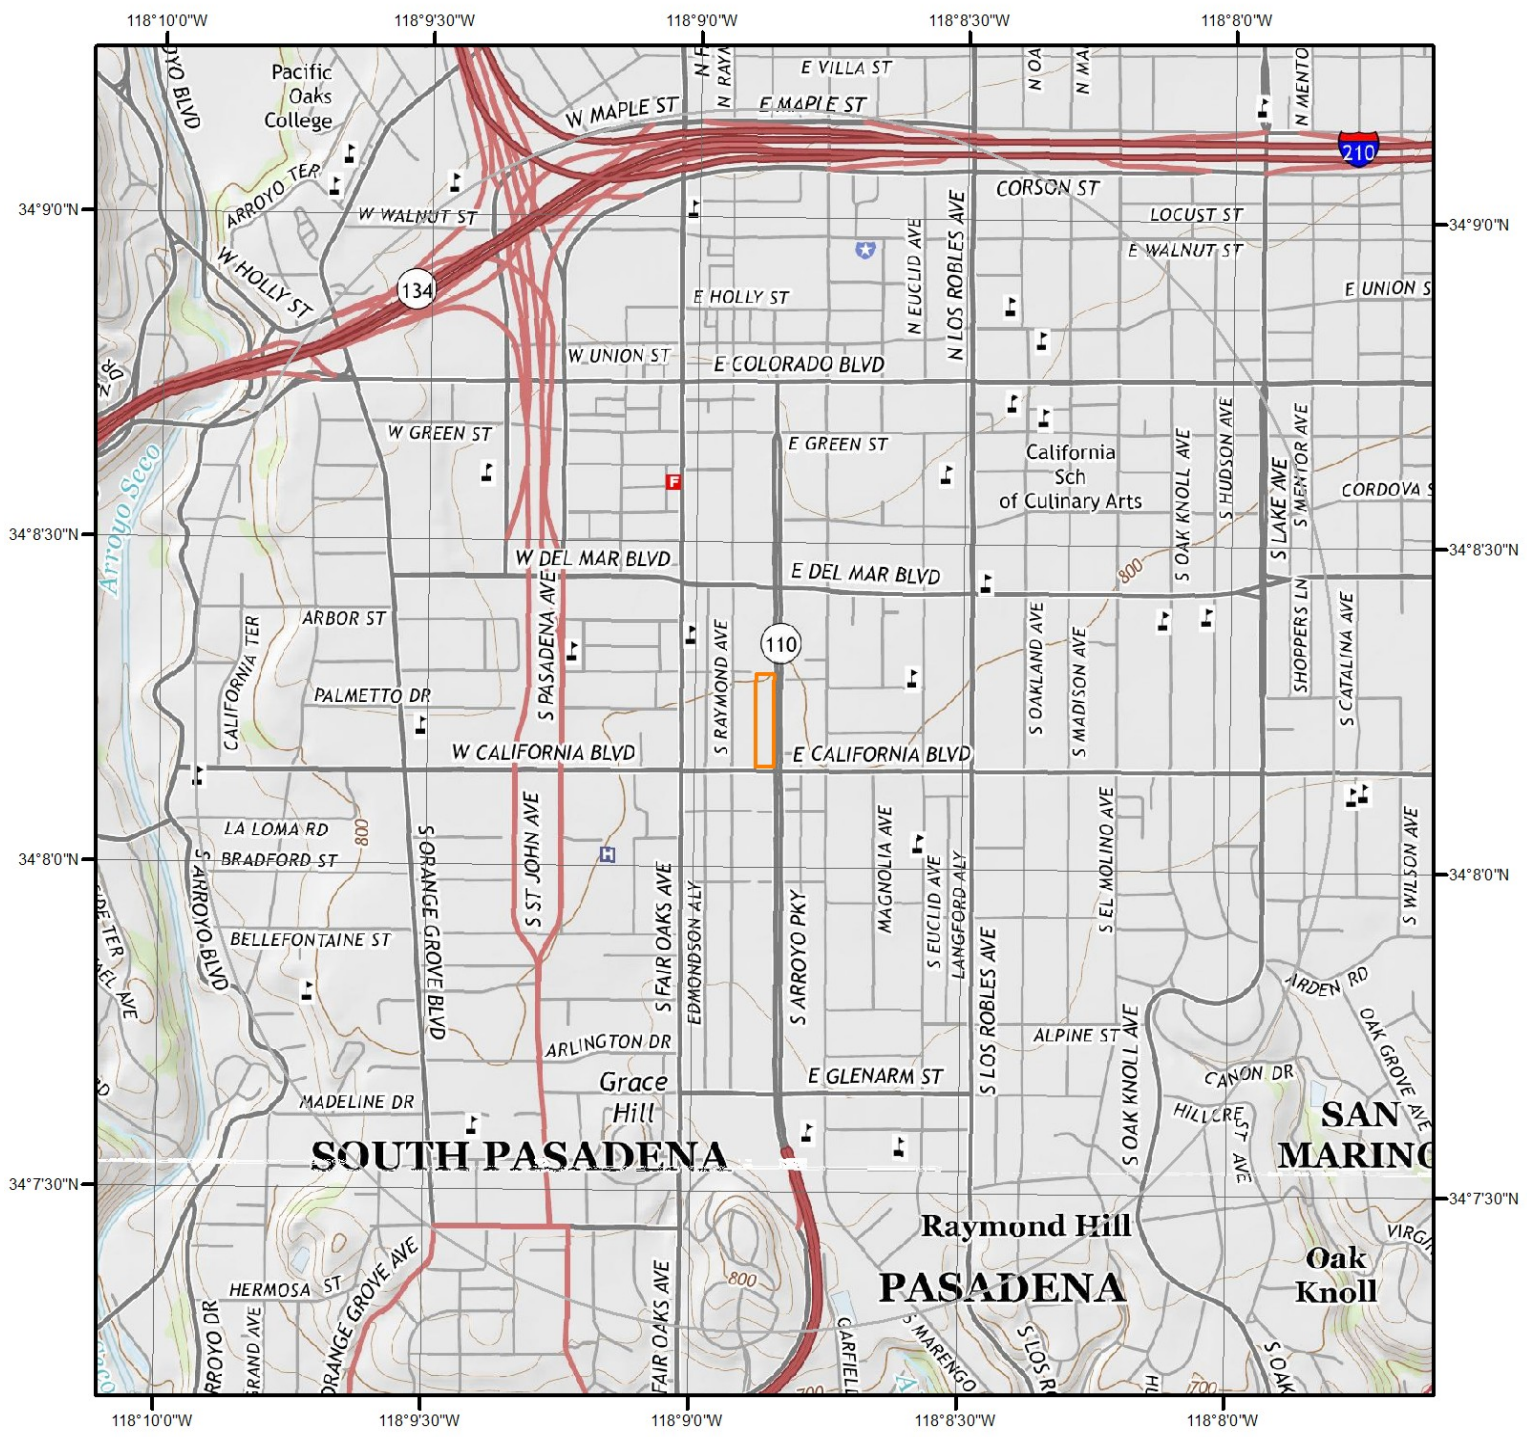 118°10'0"W
118°9'30"W
118°9'0"W
118°8'30"W
118°8'0"W
E VILLA ST
Pacific
Oaks
College
N MENTO
W MAPLE ST
E MAPLE ST
210
ARROYO TER
CORSON ST
34°9'0"N
34°9'0"N
W WALNUT ST
LOCUST ST
E WALNUT ST
W HOLLY ST
N EUCLID AVE
N LOS ROBLES AVE
134
E HOLLY ST
E UNION S
W UNION ST
E COLORADO BLVD
DR
W GREEN ST
E GREEN ST
F
California
Sch
of Culinary Arts
S OAK KNOLL AVE
S HUDSON AVE
S LAKE AVE
S MENTOR AVE
CORDOVA S
Arroyo Seco
34°8'30"N
34°8'30"N
W DEL MAR BLVD
E DEL MAR BLVD
800
ARBOR ST
S PASADENA AVE
CALIFORNIA TER
S RAYMOND AVE
110
S OAKLAND AVE
S MADISON AVE
SHOPPERS LN
S CATALINA AVE
PALMETTO DR
W CALIFORNIA BLVD
E CALIFORNIA BLVD
LA LOMA RD
800
BRADFORD ST
H
S ST JOHN AVE
MAGNOLIA AVE
S EL MOLINO AVE
S WILSON AVE
34°8'0"N
34°8'0"N
S ARROYO BLVD
S ORANGE GROVE BLVD
S FAIR OAKS AVE
EDMONDSON ALY
S ARROYO PKY
S EUCLID AVE
LANGFORD ALY
BELLEFONTAINE ST
S LOS ROBLES AVE
ARDEN RD
ALPINE ST
S OAK KNOLL AVE
OAK GROVE AVE
ARLINGTON DR
Grace
Hill
E GLENARM ST
CANON DR
MADELINE DR
HILLCREST AVE
SAN
MARINO
SOUTH PASADENA
34°7'30"N
34°7'30"N
Raymond Hill
Oak
Knoll
PASADENA
HERMOSA ST
800
ORANGE GROVE AVE
GRAND AVE
FAIR OAKS AVE
GARFIELD
S MARENGO
S LOS R
S OAK
700
700
118°10'0"W
118°9'30"W
118°9'0"W
118°8'30"W
118°8'0"W